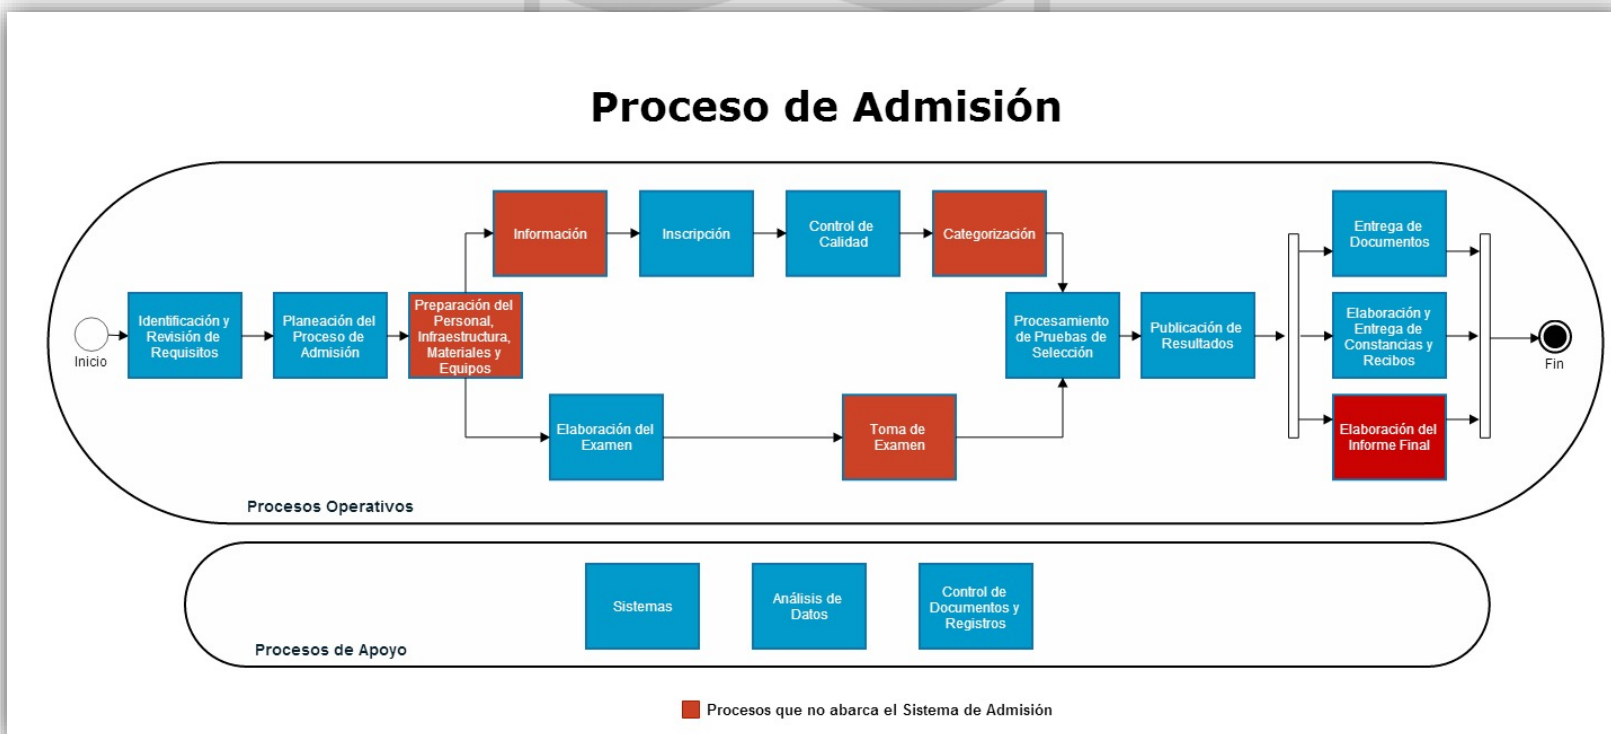 Proceso de Admisión
Información
Inscripción
Control de
Calidad
Categorización
Entrega de
Documentos
Inicio
Identificación y
Revisión de
Requisitos
Planeación del
Proceso de
Admisión
Preparación del
Personal,
Infraestructura,
Materiales y
Equipos
Procesamiento
de Pruebas de
Selección
Publicación de
Resultados
Elaboración y
Entrega de
Constancias y
Recibos
Fin
Elaboración del
Examen
Toma de
Examen
Elaboración del
Informe Final
Procesos Operativos
Sistemas
Análisis de
Datos
Control de
Documentos y
Registros
Procesos de Apoyo
Procesos que no abarca el Sistema de Admisión